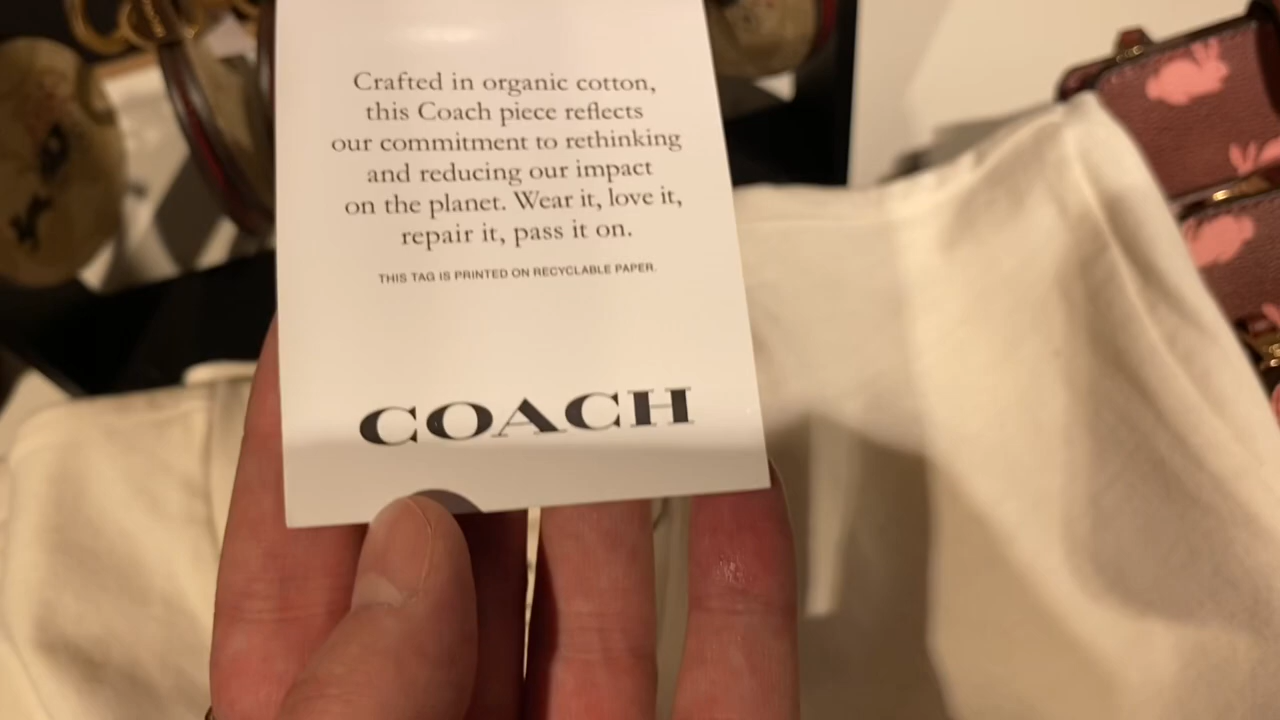 Crafted in organic cotton,
this Coach piece reflects
our commitment to rethinking
and reducing our impact
on the planet. Wear it, love it,
repair it, pass it on.
THIS TAG IS PRINTED ON RECYCLABLE PAPER.
COACH